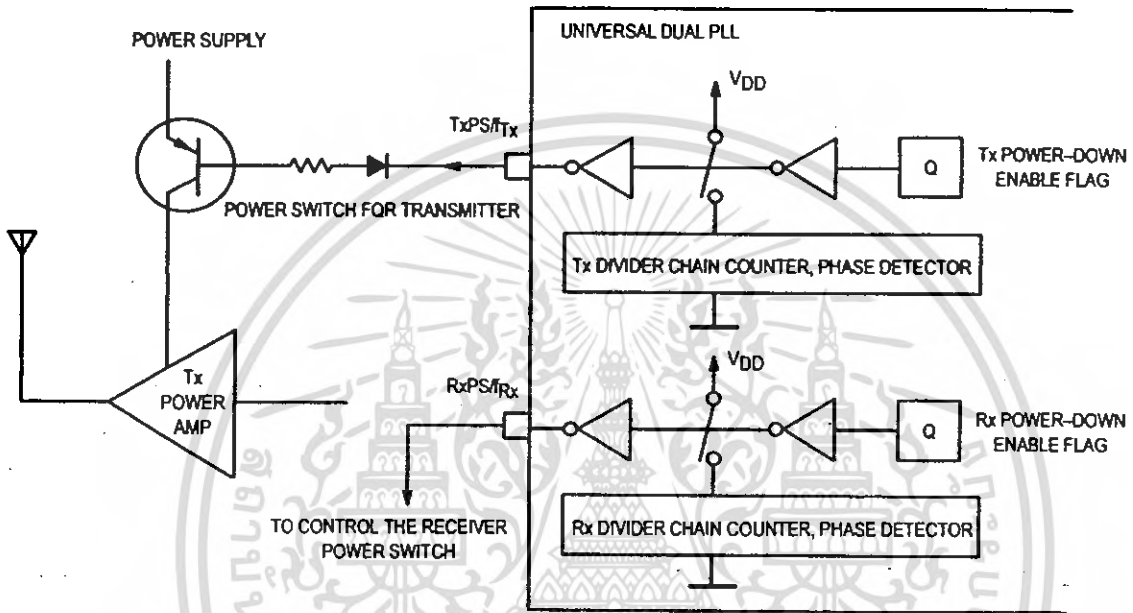 UNIVERSAL DUAL PLL
POWER SUPPLY
VDD
TxPS/fTx
Q
Tx POWER–DOWN
ENABLE FLAG
POWER SWITCH FOR TRANSMITTER
Tx DIVIDER CHAIN COUNTER, PHASE DETECTOR
VDD
Tx
POWER
AMP
RxPS/fRx
Q
Rx POWER–DOWN
ENABLE FLAG
TO CONTROL THE RECEIVER
POWER SWITCH
Rx DIVIDER CHAIN COUNTER, PHASE DETECTOR